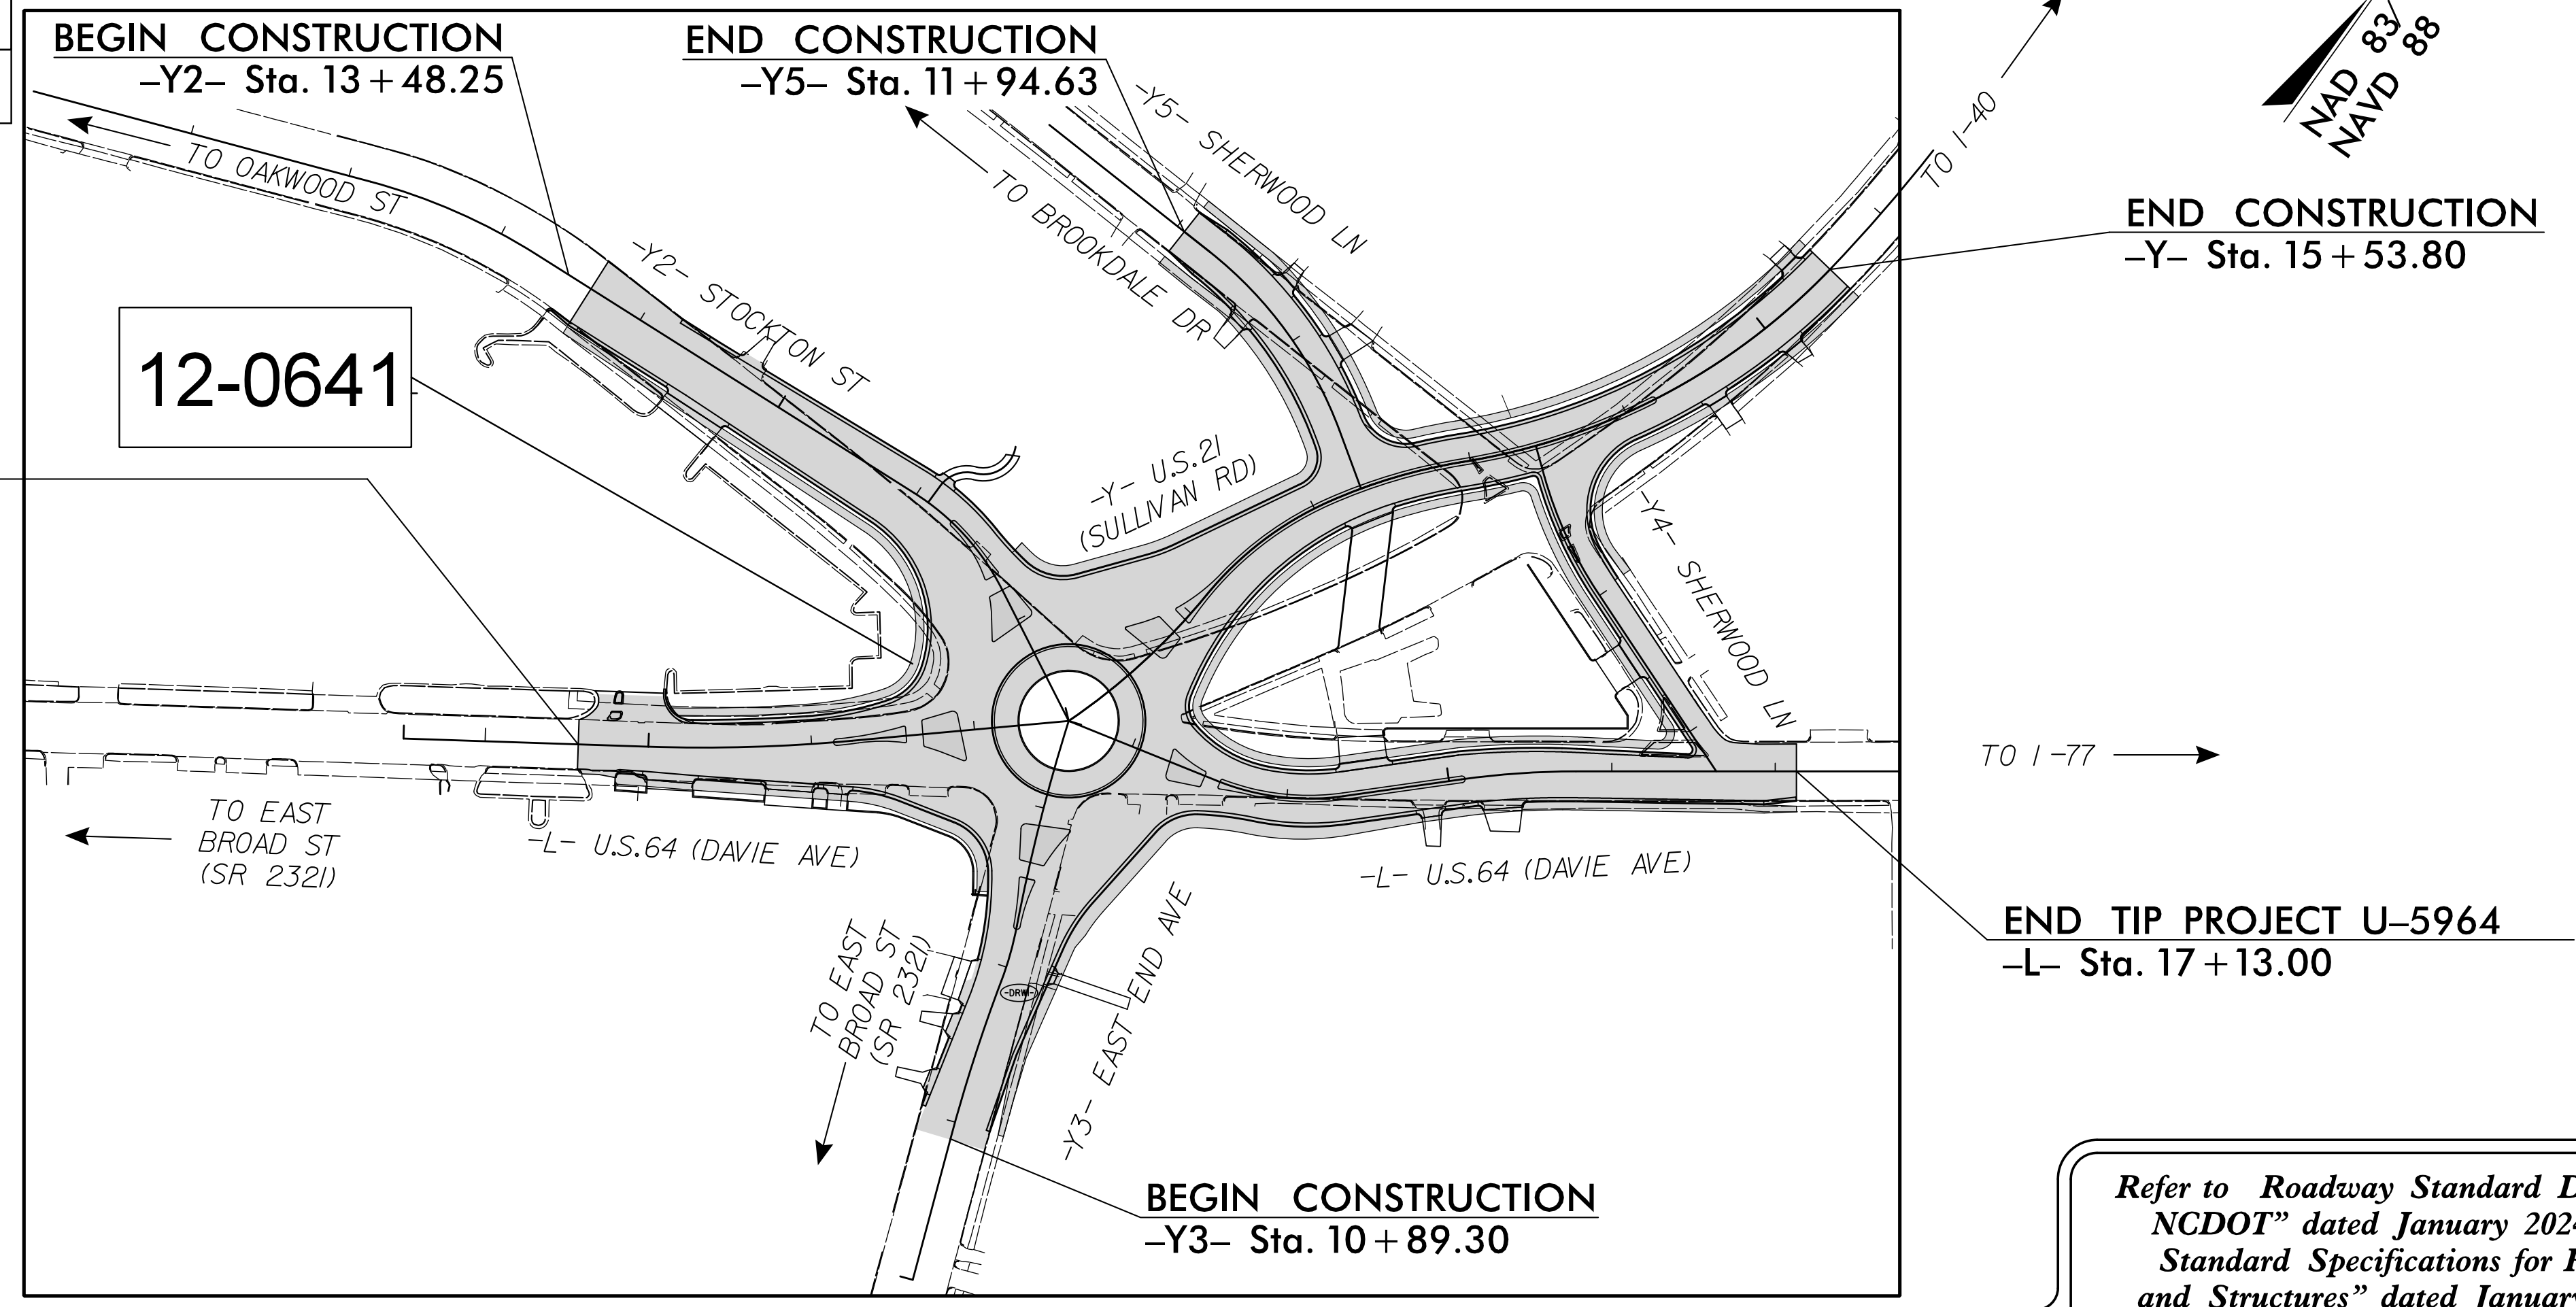 BEGIN CONSTRUCTION
-Y2- Sta. 13+48.25
END CONSTRUCTION
-Y5- Sta. 11+94.63
NAD 83/
NAVD 88
TO I-40
-Y5- SHERWOOD LN
TO OAKWOOD ST
TO BROOKDALE DR
END CONSTRUCTION
-Y- Sta. 15+53.80
-Y2- STOCKTON ST
12-0641
-Y- U.S.21
(SULLIVAN RD)
-Y4- SHERWOOD LN
TO I-77
TO EAST
BROAD ST
(SR 2321)
-L- U.S.64 (DAVIE AVE)
-L- U.S.64 (DAVIE AVE)
END TIP PROJECT U-5964
-L- Sta. 17+13.00
TO EAST
BROAD ST
(SR 2321)
-DRW-
-Y3- EAST END AVE
BEGIN CONSTRUCTION
-Y3- Sta. 10+89.30
Refer to Roadway Standard D
NCDOT” dated January 202
Standard Specifications for
and Structures” dated Januar